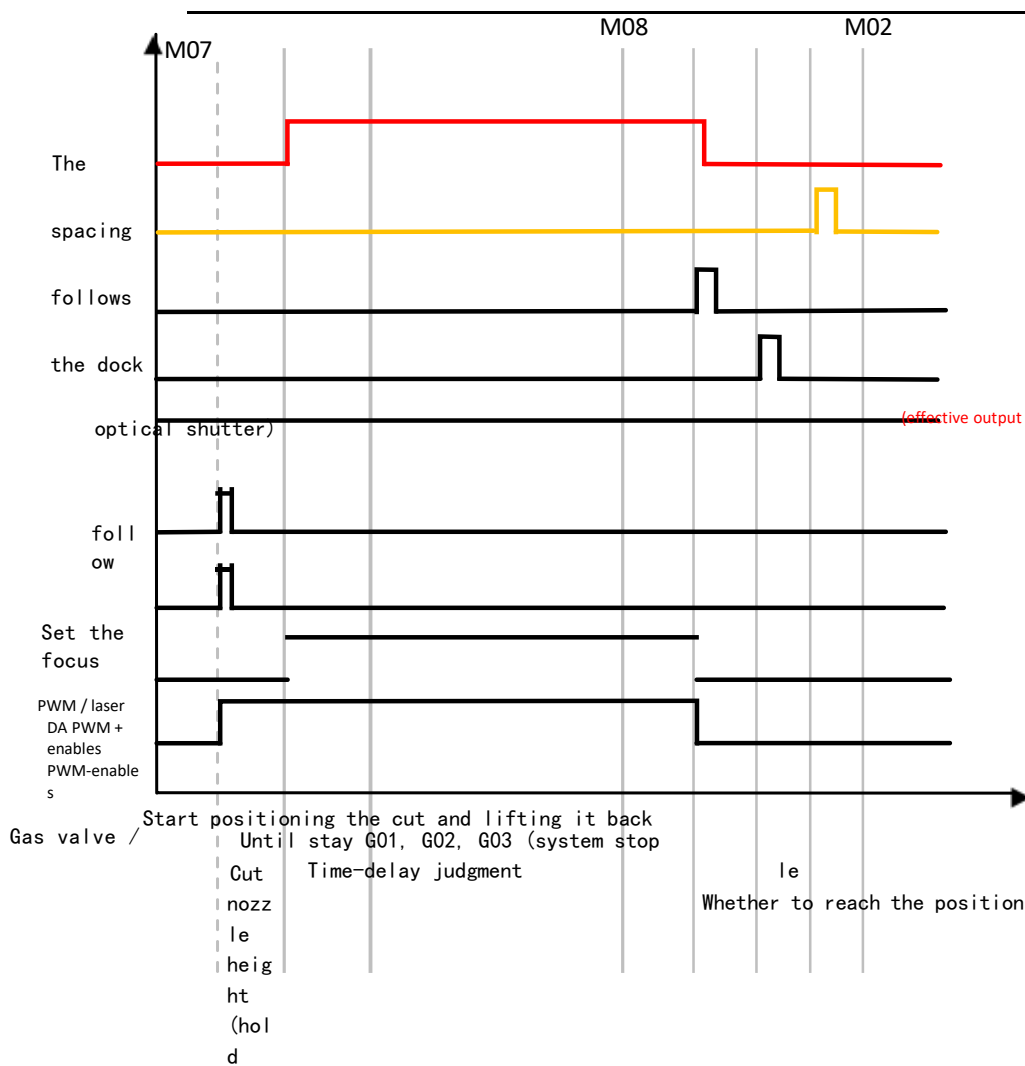 M08
M02
M07
The
spacing
follows
the dock
(effective output
optical shutter)
foll
ow
Set the
focus
PWM / laser
DA PWM +
enables
PWM-enable
s
Start positioning the cut and lifting it back
Gas valve /
Until stay G01, G02, G03 (system stop
Cut
Time-delay judgment
le
nozz
Whether to reach the position
le
heig
ht
(hol
d